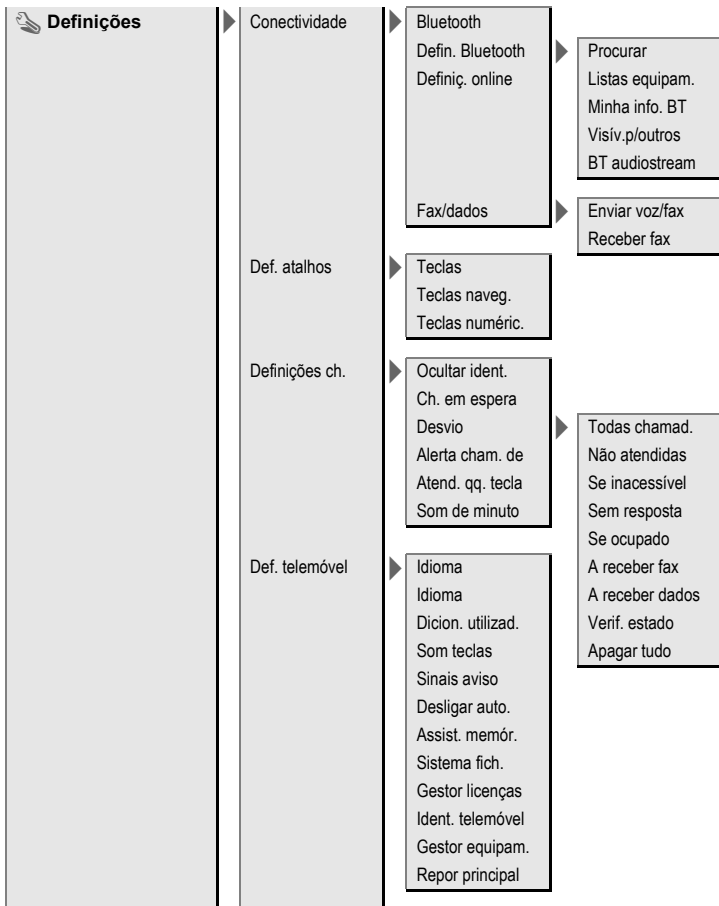 Definições
Conectividade
Bluetooth
Defin. Bluetooth
Procurar
Listas equipam.
Minha info. BT
Visív.p/outros
BT audiostream
Definiç. online
Fax/dados
Enviar voz/fax
Receber fax
Def. atalhos
Teclas
Teclas naveg.
Teclas numéric.
Definições ch.
Ocultar ident.
Ch. em espera
Desvio
Todas chamad.
Não atendidas
Se inacessível
Sem resposta
Se ocupado
A receber fax
A receber dados
Verif. estado
Apagar tudo
Alerta cham. de
Atend. qq. tecla
Som de minuto
Def. telemóvel
Idioma
Idioma
Dicion. utilizad.
Som teclas
Sinais aviso
Desligar auto.
Assist. memór.
Sistema fich.
Gestor licenças
Ident. telemóvel
Gestor equipam.
Repor principal